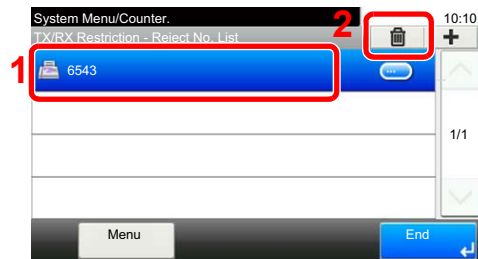 System Menu/Counter.
10:10
TX/RX Restriction - Reject No. List
2
1
6543
1/1
Menu
End